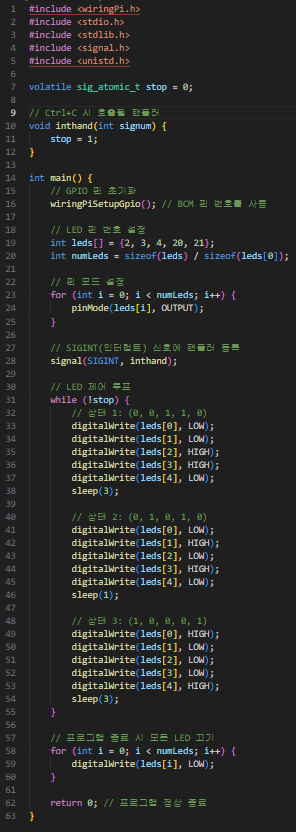 1 #include <wiringPi.h>
2 #include <stdio.h>
3 #include <stdlib.h>
4 #include <signal.h>
5 #include <unistd.h>
6
7 volatile sig_atomic_t stop = 0;
8
9 // Ctrl+C 시 호출될 핸들러
10 void inthand(int signum) {
11     stop = 1;
12 }
13
14 int main() {
15     // GPIO 핀 초기화
16     wiringPiSetupGpio(); // BCM 핀 번호를 사용
17
18     // LED 핀 번호 설정
19     int leds[] = {2, 3, 4, 20, 21};
20     int numLeds = sizeof(leds) / sizeof(leds[0]);
21
22     // 핀 모드 설정
23     for (int i = 0; i < numLeds; i++) {
24         pinMode(leds[i], OUTPUT);
25     }
26
27     // SIGINT(인터럽트) 신호에 핸들러 등록
28     signal(SIGINT, inthand);
29
30     // LED 제어 루프
31     while (!stop) {
32         // 상태 1: (0, 0, 1, 1, 0)
33         digitalWrite(leds[0], LOW);
34         digitalWrite(leds[1], LOW);
35         digitalWrite(leds[2], HIGH);
36         digitalWrite(leds[3], HIGH);
37         digitalWrite(leds[4], LOW);
38         sleep(3);
39
40         // 상태 2: (0, 1, 0, 1, 0)
41         digitalWrite(leds[0], LOW);
42         digitalWrite(leds[1], HIGH);
43         digitalWrite(leds[2], LOW);
44         digitalWrite(leds[3], HIGH);
45         digitalWrite(leds[4], LOW);
46         sleep(1);
47
48         // 상태 3: (1, 0, 0, 0, 1)
49         digitalWrite(leds[0], HIGH);
50         digitalWrite(leds[1], LOW);
51         digitalWrite(leds[2], LOW);
52         digitalWrite(leds[3], LOW);
53         digitalWrite(leds[4], HIGH);
54         sleep(3);
55     }
56
57     // 프로그램 종료 시 모든 LED 끄기
58     for (int i = 0; i < numLeds; i++) {
59         digitalWrite(leds[i], LOW);
60     }
61
62     return 0; // 프로그램 정상 종료
63 }